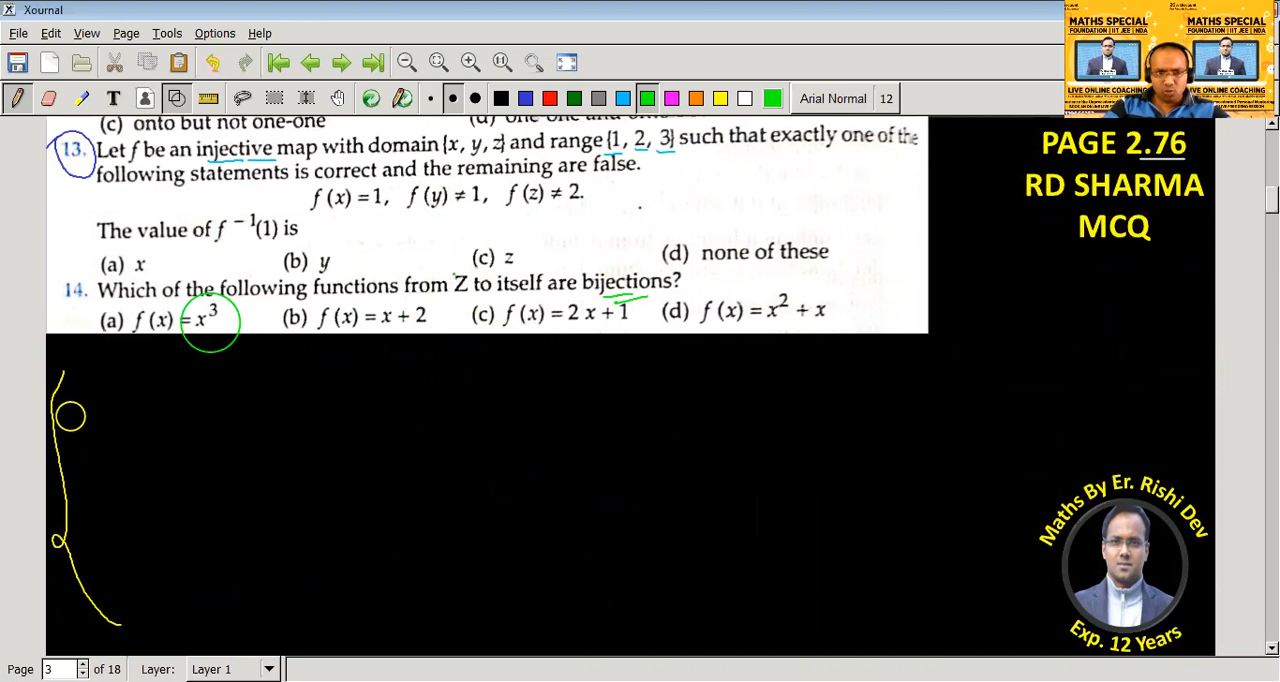 Xournal
File Edit View Page Tools Options Help
Arial Normal 12
MATHS SPECIAL MATHS SPECIAL
FOUNDATION | IIT JEE | NDA
LIVE ONLINE COACHING LIVE ONLINE COACHING
(c) onto but not one-one
13. Let f be an injective map with domain {x, y, z} and range {1, 2, 3} such that exactly one of the
following statements is correct and the remaining are false.
f (x) = 1, f (y) ≠ 1, f (z) ≠ 2.
The value of f ⁻¹(1) is
(a) x (b) y (c) z (d) none of these
14. Which of the following functions from Z to itself are bijections?
(a) f (x) = x³ (b) f (x) = x + 2 (c) f (x) = 2 x + 1 (d) f (x) = x² + x
PAGE 2.76
RD SHARMA
MCQ
Maths By Er. Rishi Dev
Exp. 12 Years
Page 3 of 18 Layer: Layer 1